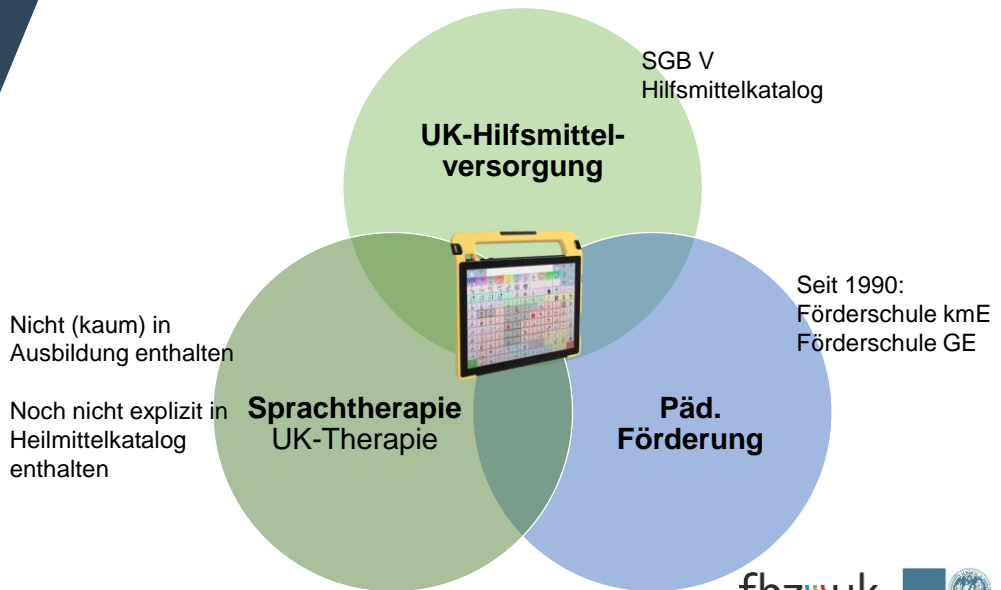 SGB V
Hilfsmittelkatalog
UK-Hilfsmittel-
versorgung
Seit 1990:
Förderschule kmE
Förderschule GE
Nicht (kaum) in
Ausbildung enthalten
Noch nicht explizit in
Heilmittelkatalog
enthalten
Sprachtherapie
UK-Therapie
Päd.
Förderung